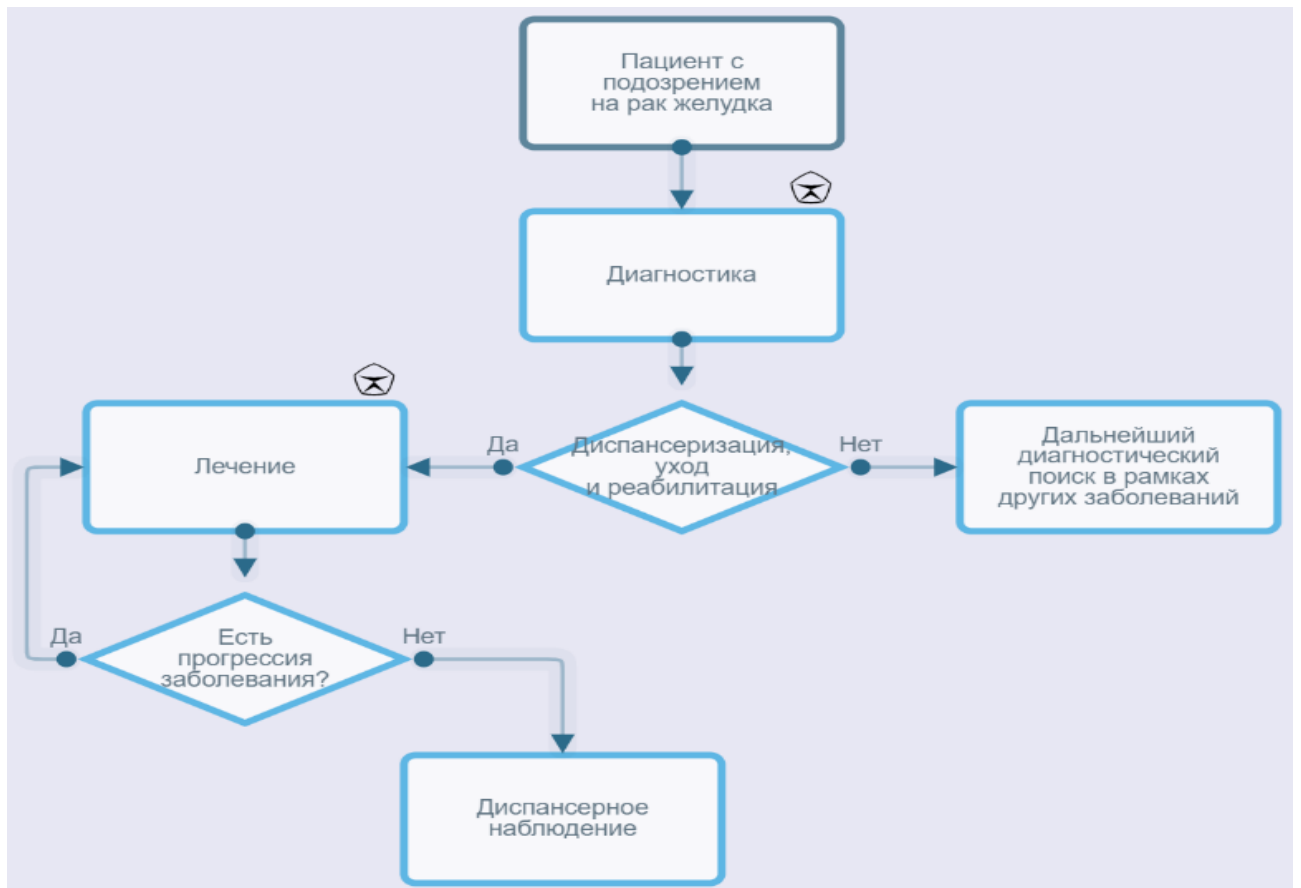 Пациент с
подозрением
на рак желудка
Диагностика
Да
Диспансеризация,
уход
и реабилитация
Нет
Лечение
Дальнейший
диагностический
поиск в рамках
других заболеваний
Да
Есть
прогрессия
заболевания?
Нет
Диспансерное
наблюдение